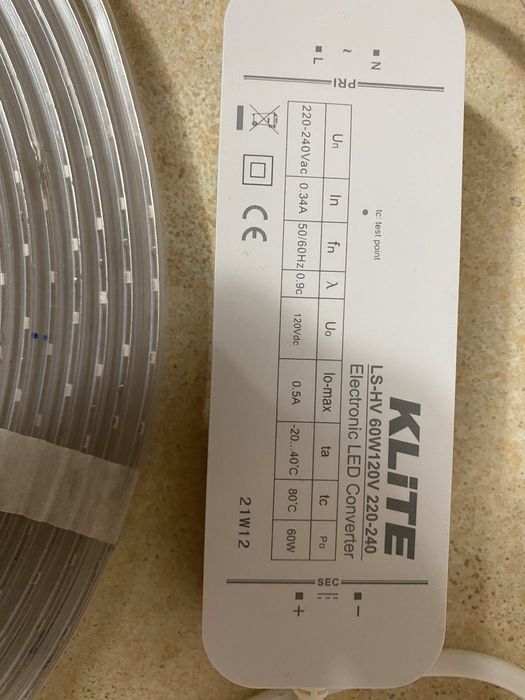 KLiTE
LS-HV 60W120V 220-240
Electronic LED Converter
tc: test point
Un In fn λ Uo Io-max ta tc Po
220-240Vac 0.34A 50/60Hz 0.9c 120Vdc 0.5A -20...40°C 80°C 60W
CE
21W12
PRI
N
~
L
SEC
-
+